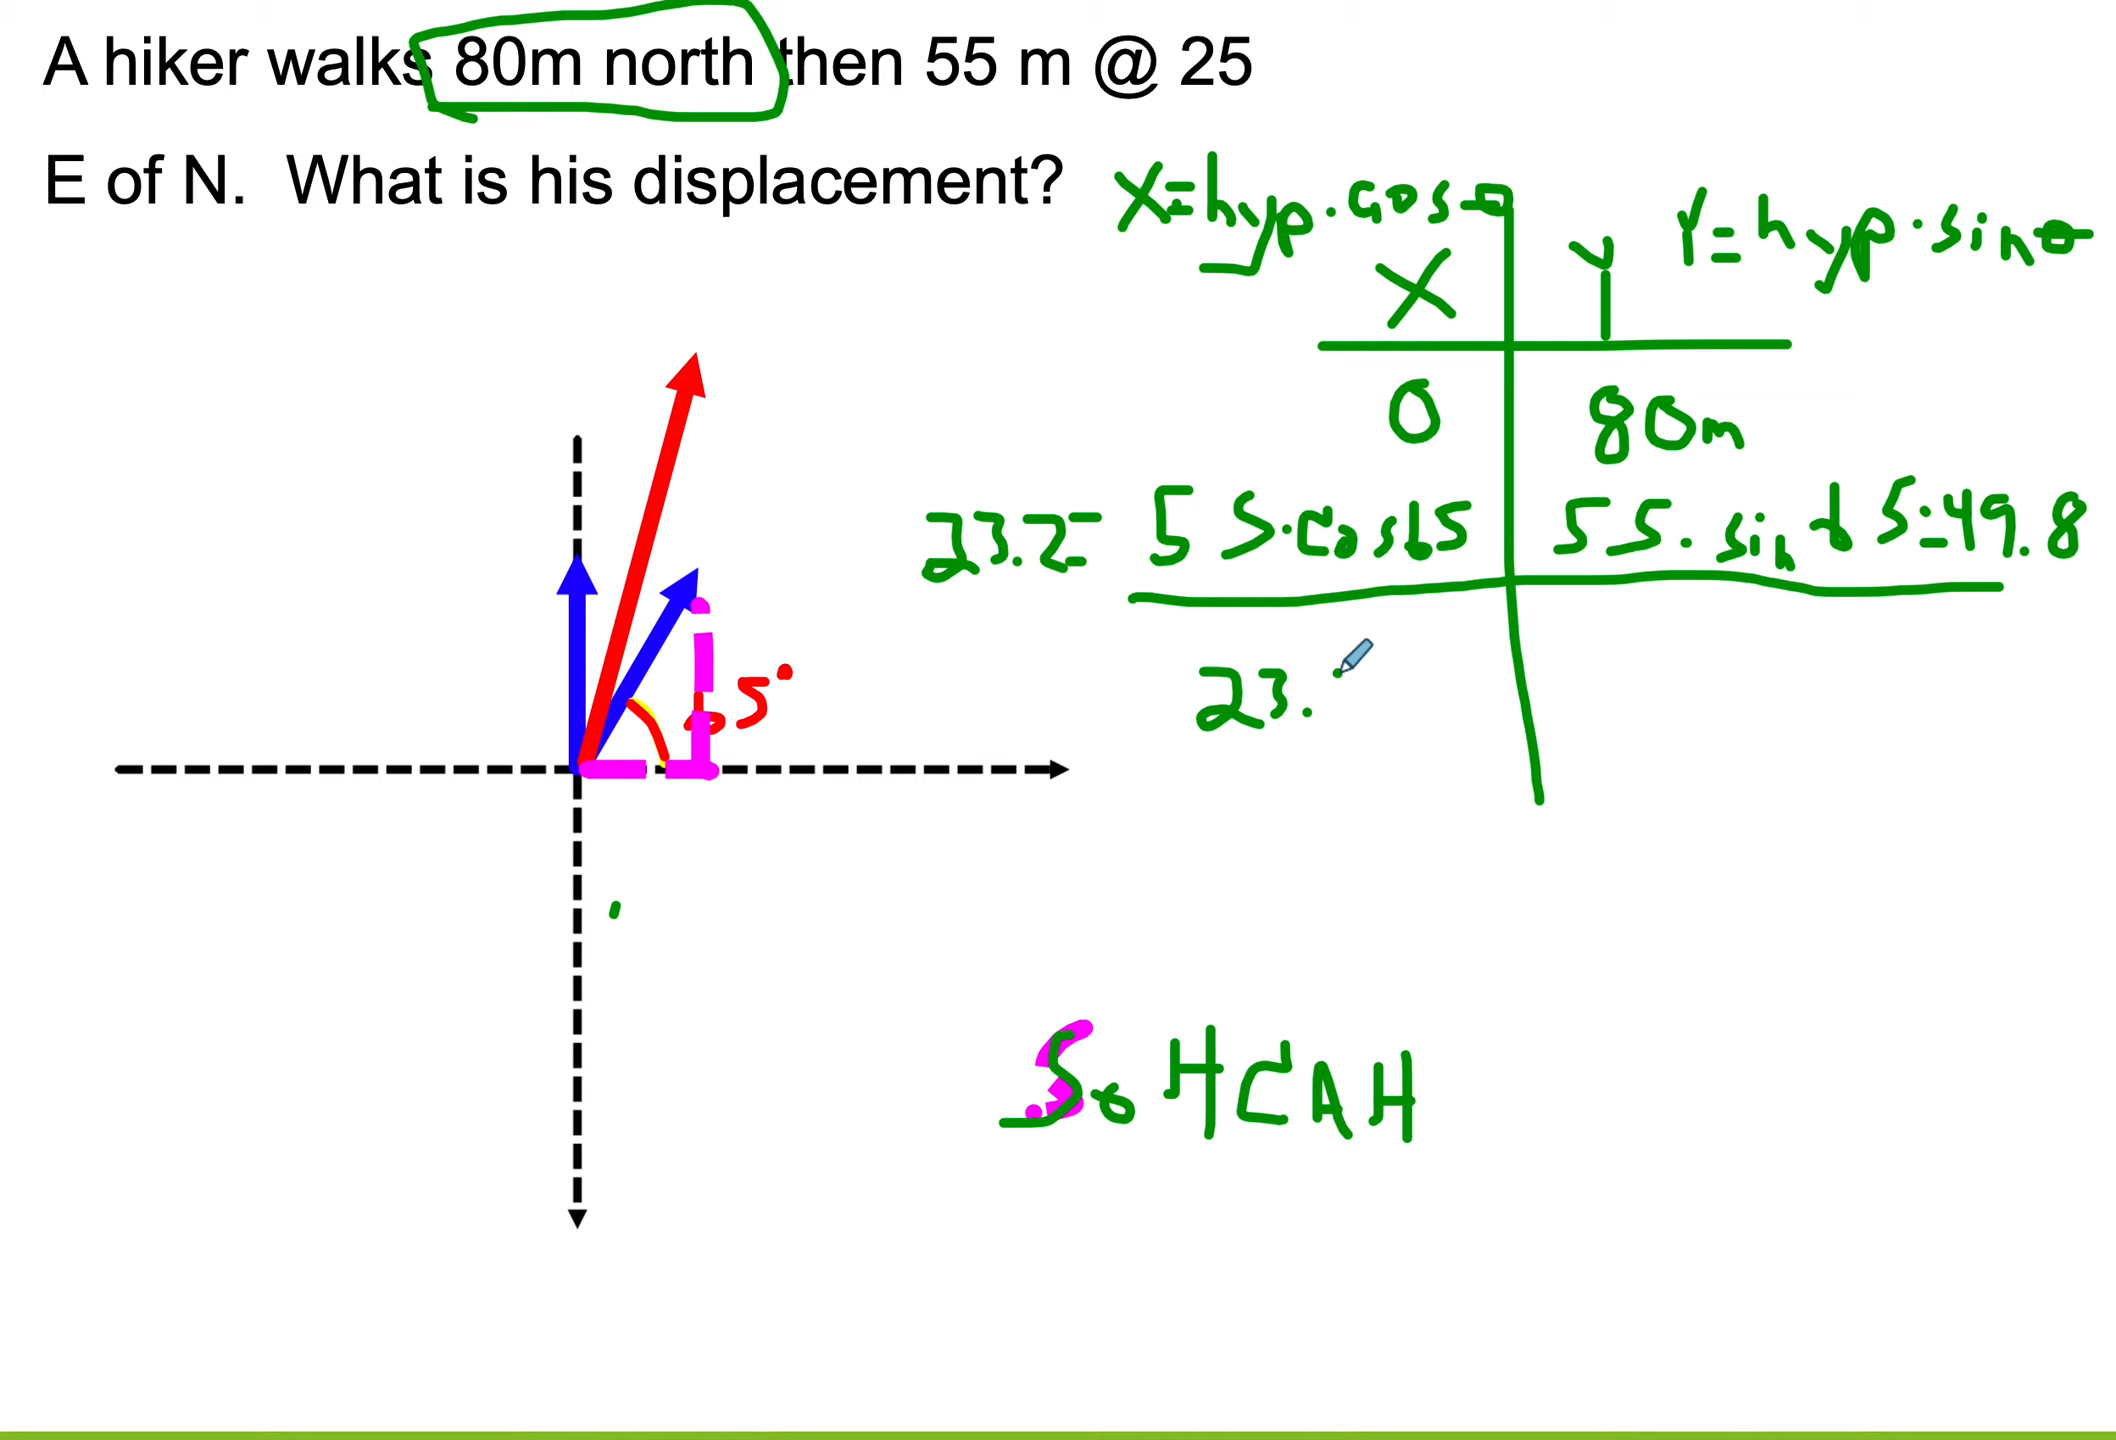 A hiker walks 80m north then 55 m @ 25
E of N.  What is his displacement?
X=hyp·cosθ
Y=hyp·sinθ
X Y
0 80m
23.2= 55·cos65 55·sin65=49.8
23.
65°
SoHCAH